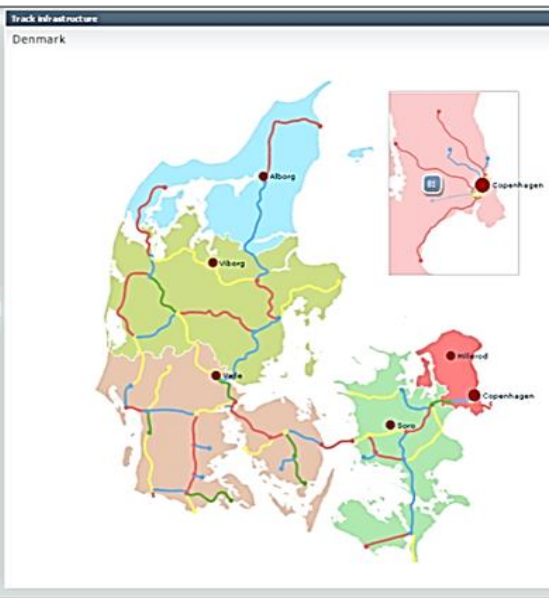 Track infrastructure
Denmark
Alborg
Copenhagen
Viborg
Hillerod
Vejle
Copenhagen
Soro